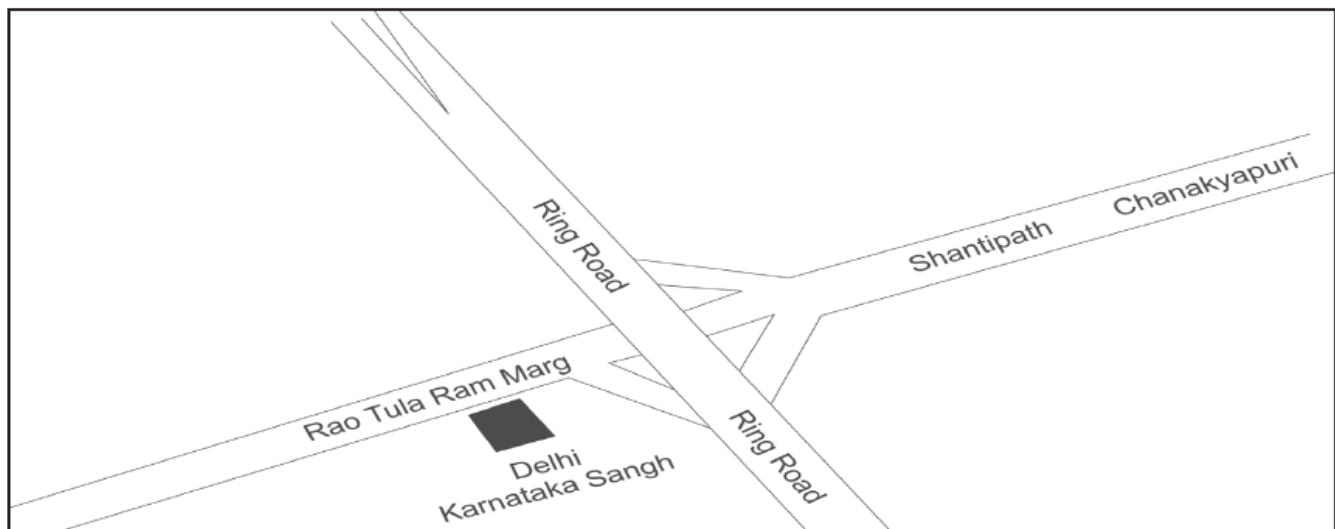 Ring Road
Chanakyapuri
Shantipath
Rao Tula Ram Marg
Ring Road
Delhi
Karnataka Sangh